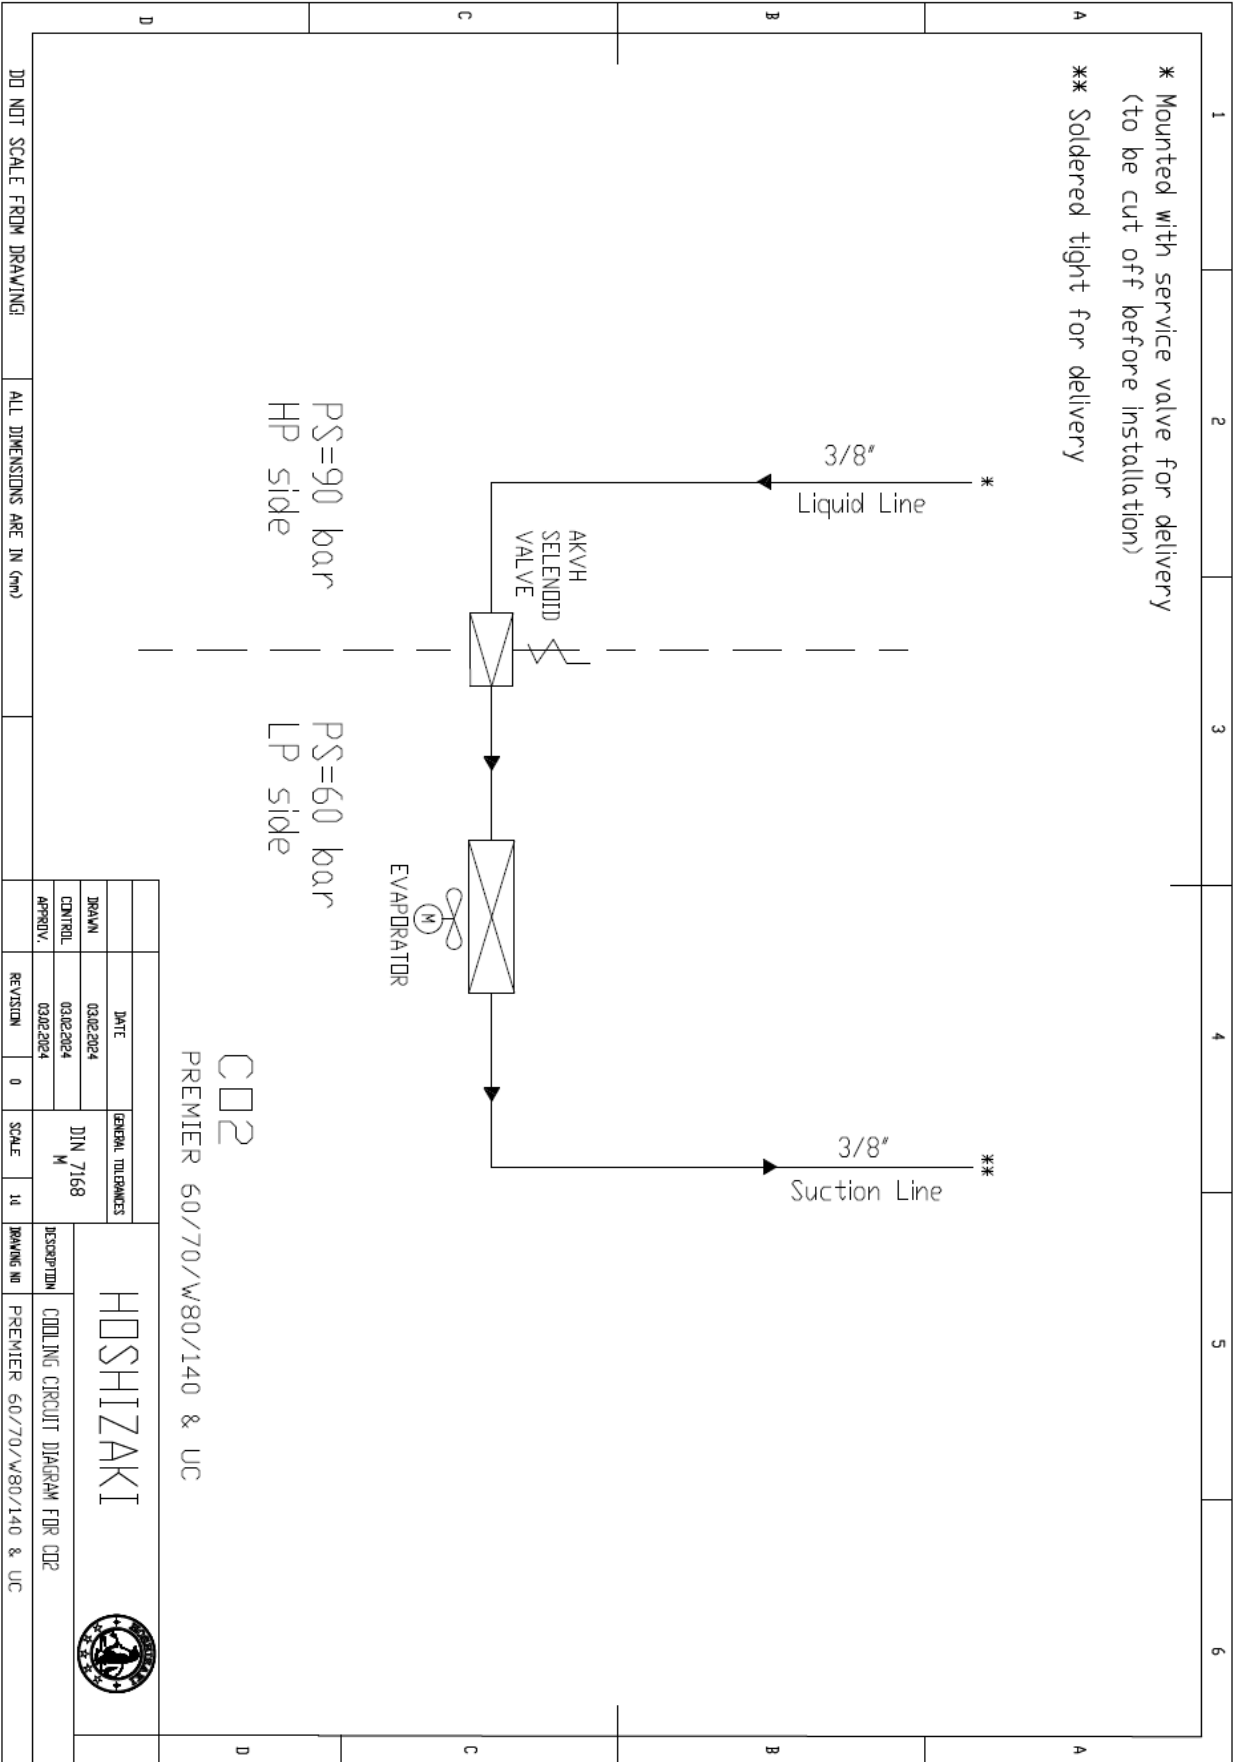 1
2
3
4
5
6
A
B
C
D
A
B
C
D
* Mounted with service valve for delivery
(to be cut off before installation)
** Soldered tight for delivery
*
3/8"
Liquid Line
**
3/8"
Suction Line
AKVH
SELENOID
VALVE
EVAPORATOR
M
PS=90 bar
HP side
PS=60 bar
LP side
CO2
PREMIER 60/70/W80/140 & UC
DATE
GENERAL TOLERANCES
DRAWN
03.02.2024
CONTROL
03.02.2024
APPROV.
03.02.2024
DIN 7168
M
HOSHIZAKI
HOSHIZAKI
DESCRIPTION
COOLING CIRCUIT DIAGRAM FOR CO2
DO NOT SCALE FROM DRAWING!
ALL DIMENSIONS ARE IN (mm)
REVISION
0
SCALE
DRAWING NO
PREMIER 60/70/W80/140 & UC